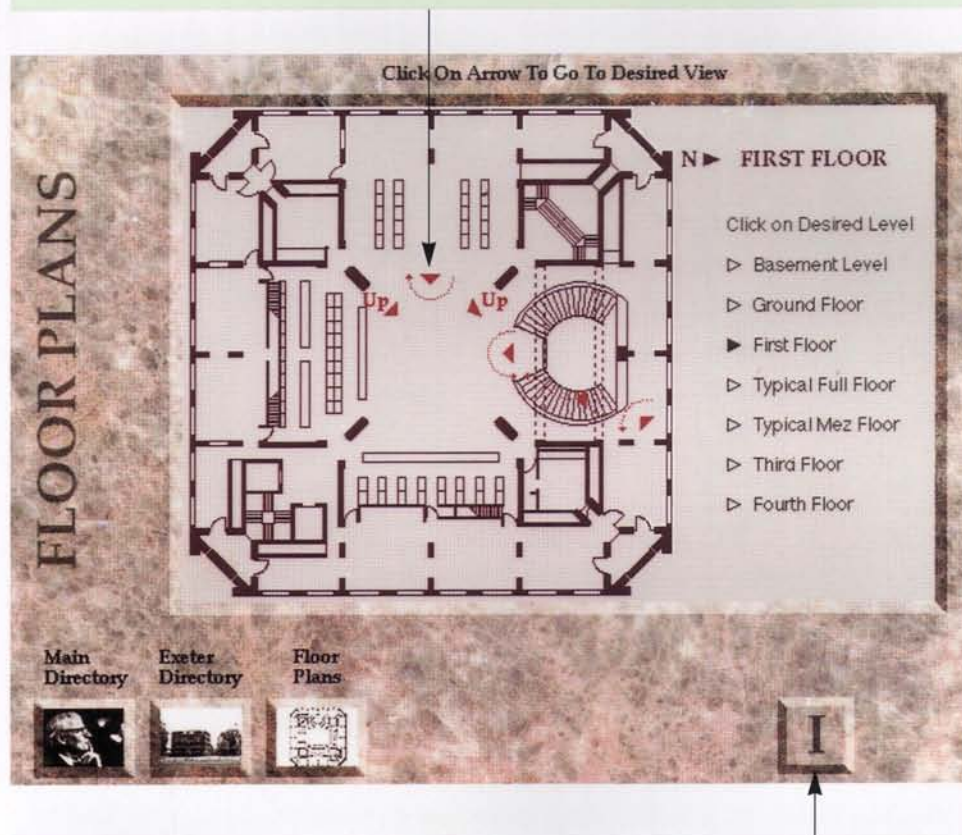 Click On Arrow To Go To Desired View
FLOOR PLANS
N FIRST FLOOR
Click on Desired Level
Basement Level
Ground Floor
First Floor
Typical Full Floor
Typical Mez Floor
Third Floor
Fourth Floor
Up Up
Main
Directory
Exeter
Directory
Floor
Plans
I